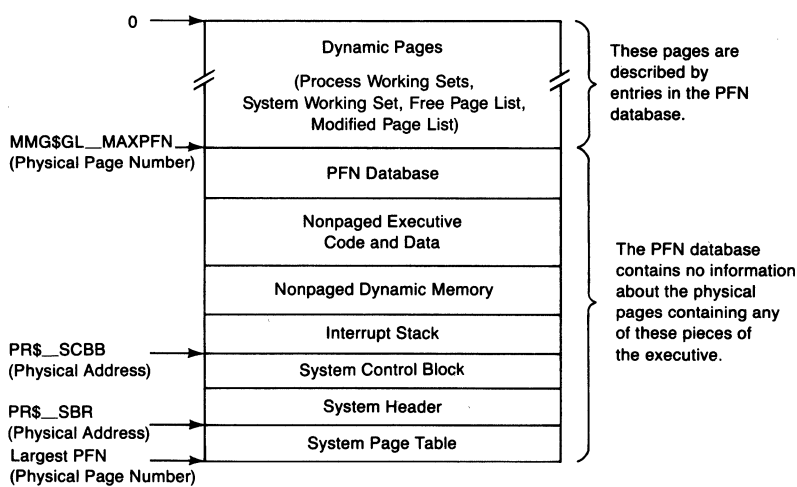 0
Dynamic Pages
(Process Working Sets,
System Working Set, Free Page List,
Modified Page List)
These pages are
described by
entries in the PFN
database.
MMG$GL__MAXPFN
(Physical Page Number)
PFN Database
Nonpaged Executive
Code and Data
Nonpaged Dynamic Memory
Interrupt Stack
The PFN database
contains no information
about the physical
pages containing any
of these pieces of
the executive.
PR$__SCBB
(Physical Address)
System Control Block
System Header
PR$__SBR
(Physical Address)
System Page Table
Largest PFN
(Physical Page Number)